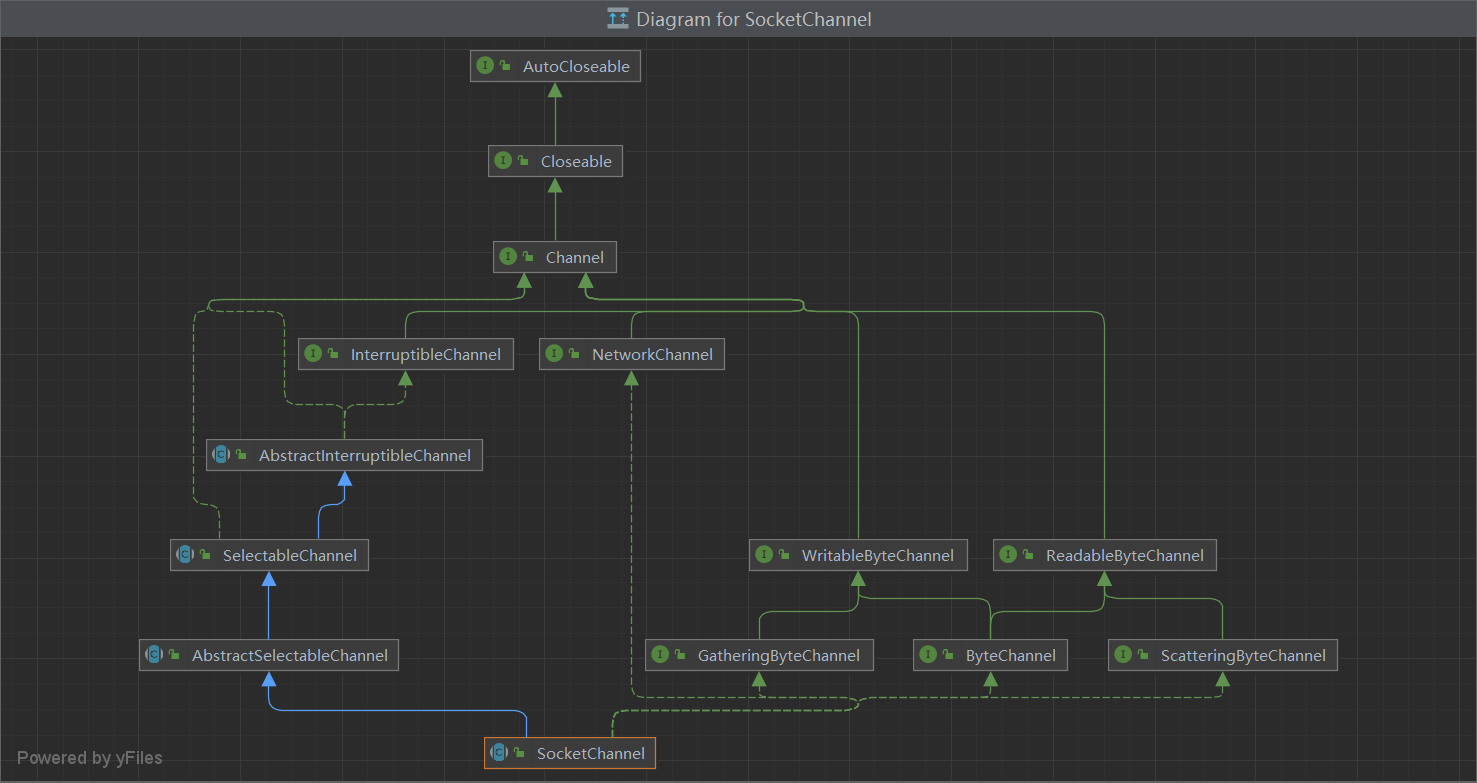 Diagram for SocketChannel
AutoCloseable
Closeable
Channel
InterruptibleChannel
NetworkChannel
AbstractInterruptibleChannel
SelectableChannel
WritableByteChannel
ReadableByteChannel
AbstractSelectableChannel
GatheringByteChannel
ByteChannel
ScatteringByteChannel
SocketChannel
Powered by yFiles